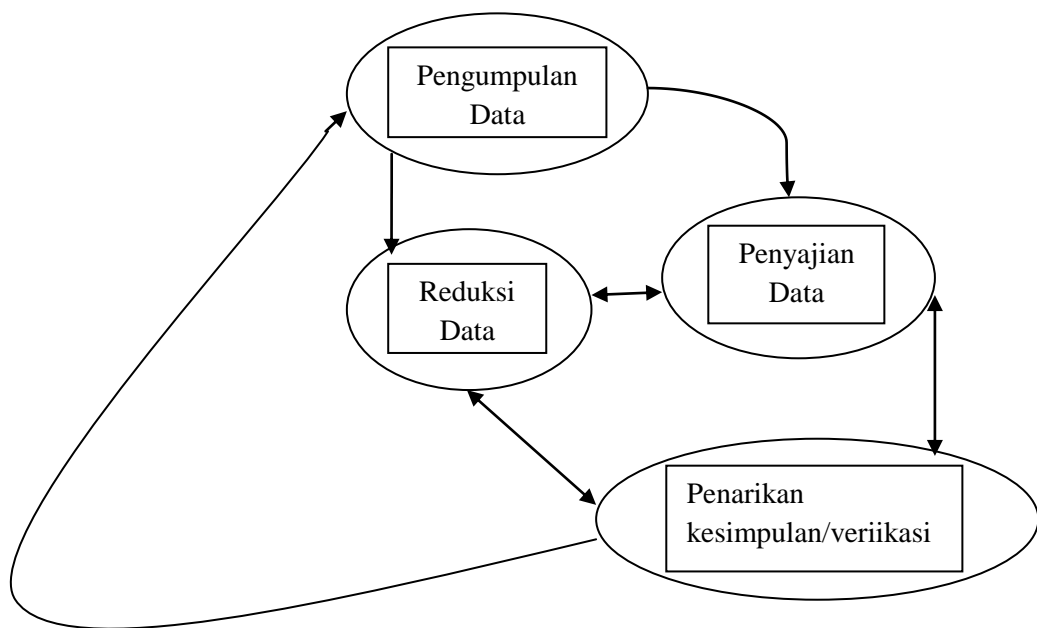 Pengumpulan
Data
Penyajian
Data
Reduksi
Data
Penarikan
kesimpulan/veriikasi